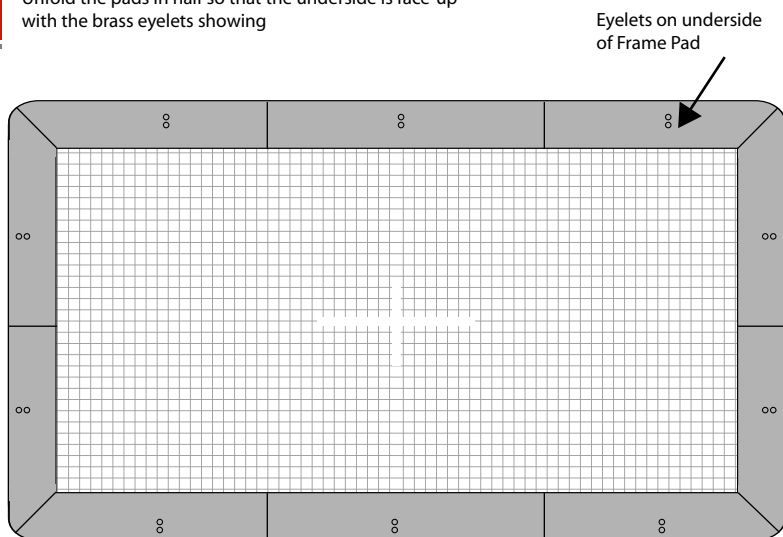 Unfold the pads in half so that the underside is face-up
with the brass eyelets showing
Eyelets on underside
of Frame Pad